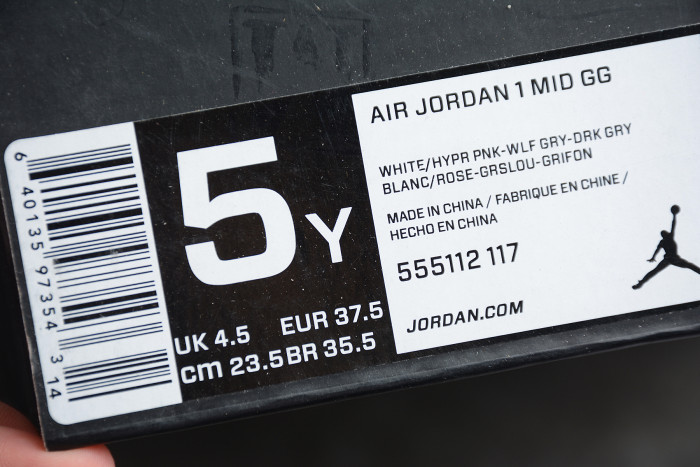 6 40135 97354 3 14
5Y
UK 4.5 EUR 37.5
cm 23.5 BR 35.5
AIR JORDAN 1 MID GG
WHITE/HYPR PNK-WLF GRY-DRK GRY
BLANC/ROSE-GRSLOU-GRIFON
MADE IN CHINA / FABRIQUE EN CHINE /
HECHO EN CHINA
555112 117
JORDAN.COM